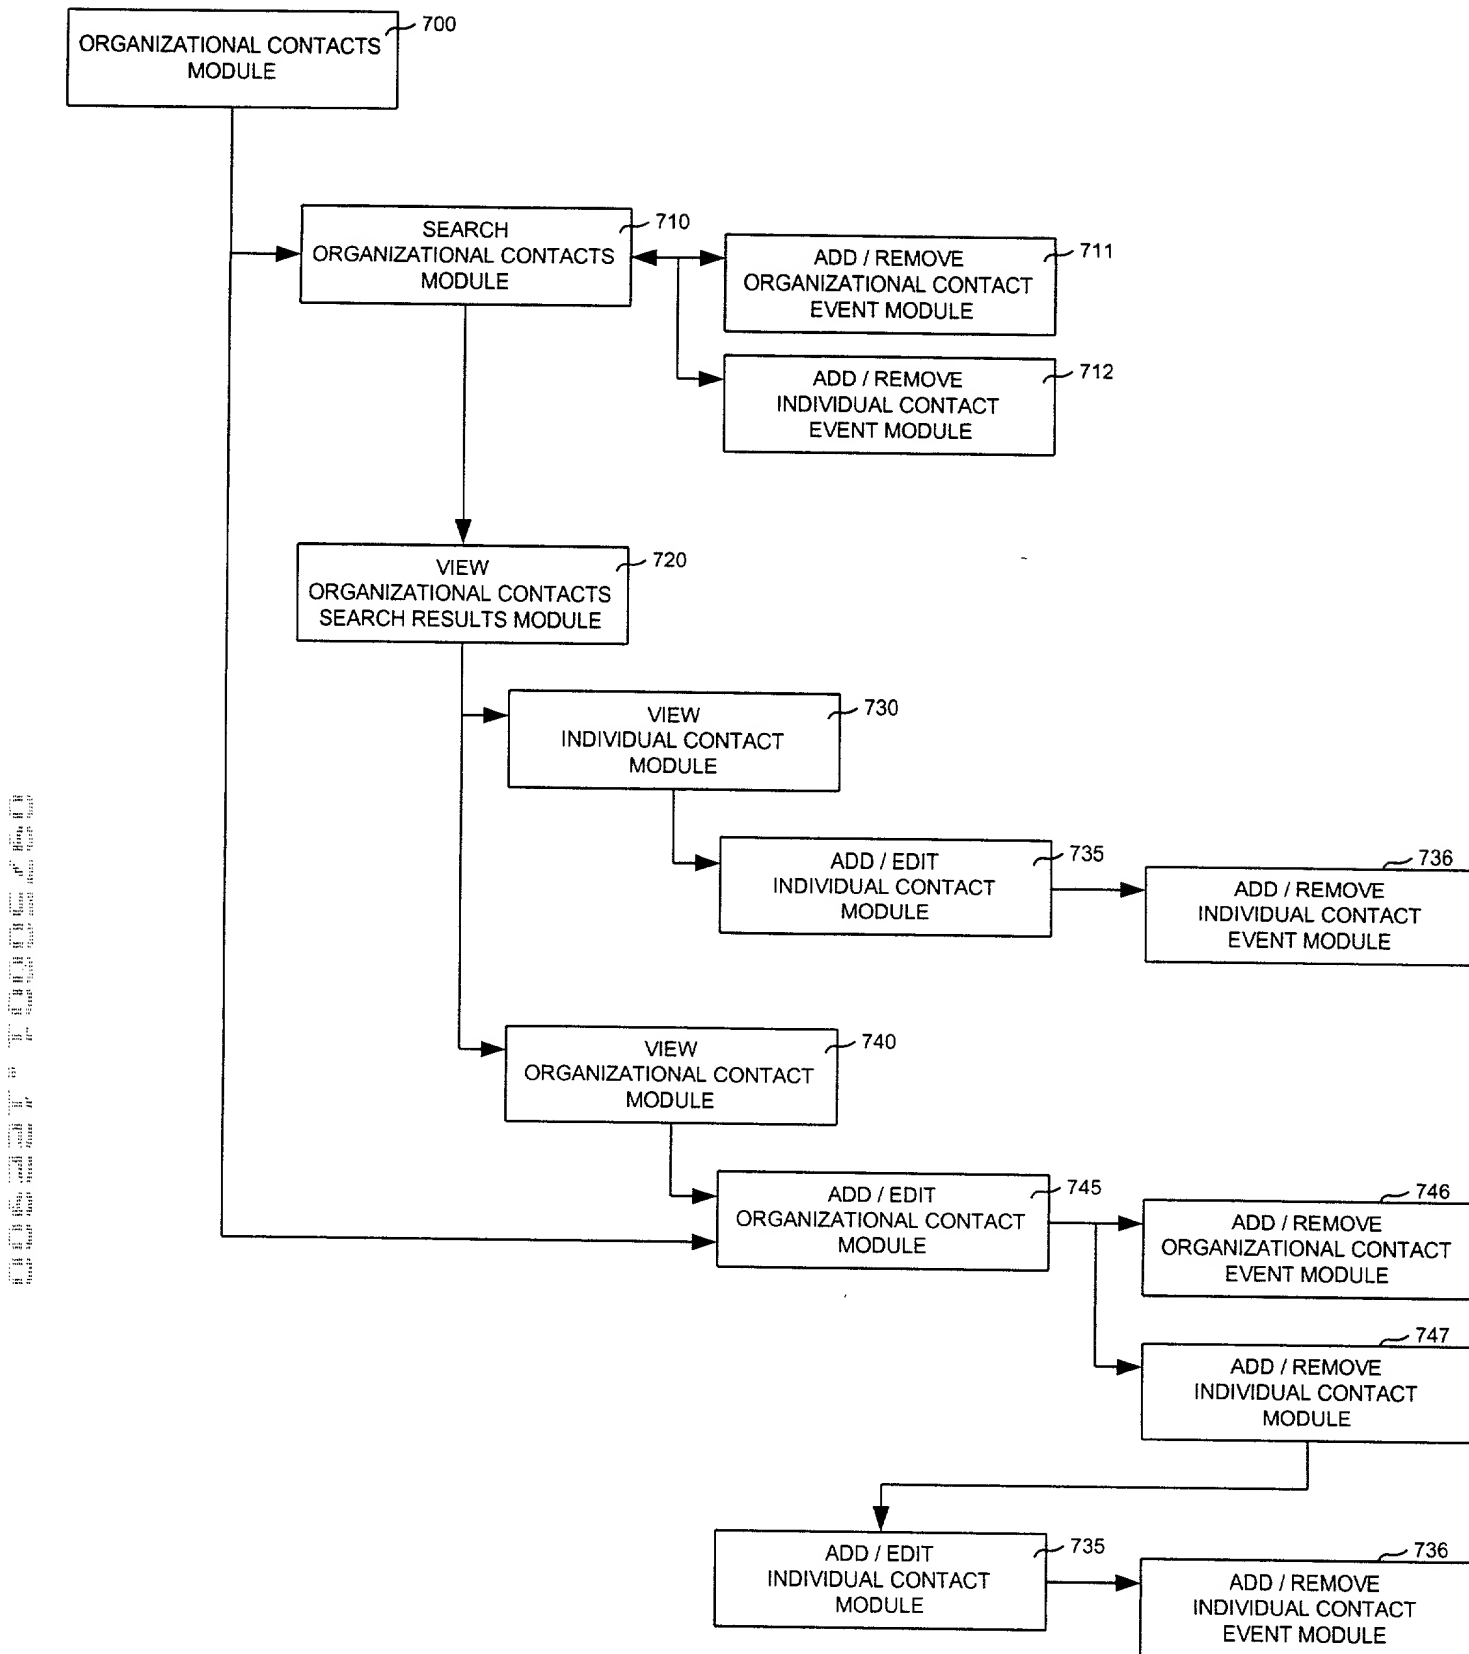 700
ORGANIZATIONAL CONTACTS
MODULE
SEARCH
ORGANIZATIONAL CONTACTS
MODULE
710
ADD / REMOVE
ORGANIZATIONAL CONTACT
EVENT MODULE
711
ADD / REMOVE
INDIVIDUAL CONTACT
EVENT MODULE
712
VIEW
ORGANIZATIONAL CONTACTS
SEARCH RESULTS MODULE
720
VIEW
INDIVIDUAL CONTACT
MODULE
730
ADD / EDIT
INDIVIDUAL CONTACT
MODULE
735
736
ADD / REMOVE
INDIVIDUAL CONTACT
EVENT MODULE
VIEW
ORGANIZATIONAL CONTACT
MODULE
740
ADD / EDIT
ORGANIZATIONAL CONTACT
MODULE
745
746
ADD / REMOVE
ORGANIZATIONAL CONTACT
EVENT MODULE
747
ADD / REMOVE
INDIVIDUAL CONTACT
MODULE
ADD / EDIT
INDIVIDUAL CONTACT
MODULE
735
736
ADD / REMOVE
INDIVIDUAL CONTACT
EVENT MODULE